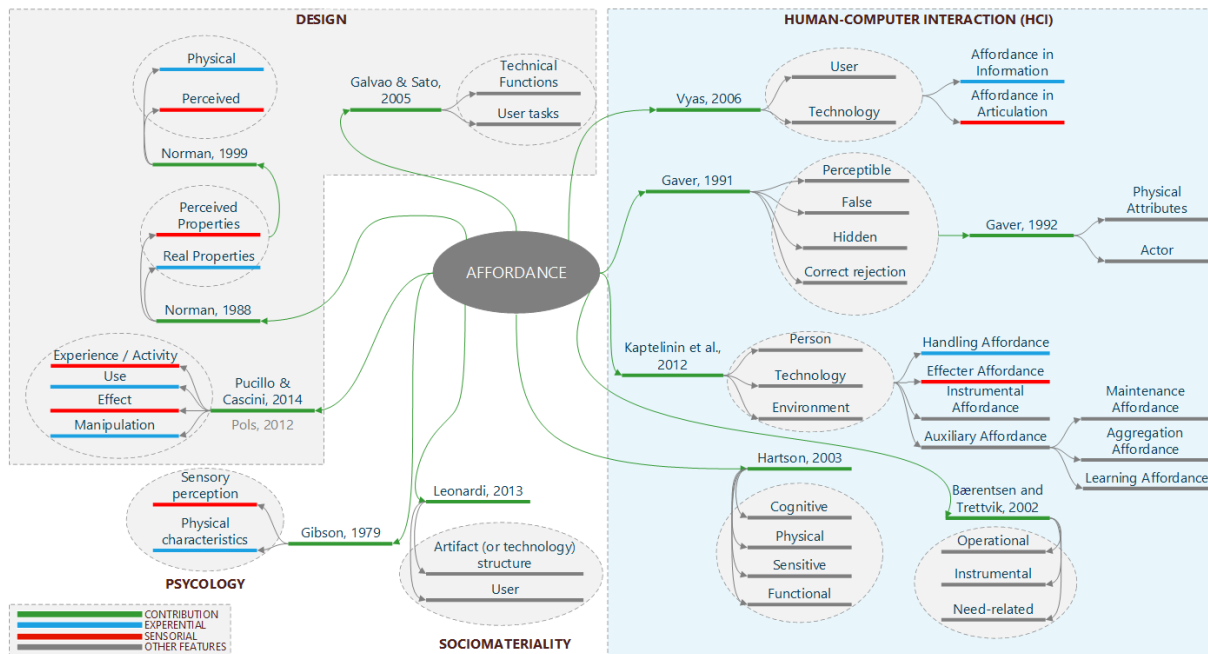 DESIGN
Physical
Perceived
Norman, 1999
Galvao & Sato,
2005
Technical
Functions
User tasks
Perceived
Properties
Real Properties
Norman, 1988
Experience / Activity
Use
Effect
Manipulation
Pucillo &
Cascini, 2014
Pols, 2012
AFFORDANCE
Sensory
perception
Physical
characteristics
Gibson, 1979
PSYCOLOGY
Leonardi, 2013
Artifact (or technology)
structure
User
SOCIOMATERIALITY
CONTRIBUTION
EXPERENTIAL
SENSORIAL
OTHER FEATURES
HUMAN-COMPUTER INTERACTION (HCI)
Vyas, 2006
User
Technology
Affordance in
Information
Affordance in
Articulation
Gaver, 1991
Perceptible
False
Hidden
Correct rejection
Gaver, 1992
Physical
Attributes
Actor
Kaptelinin et al.,
2012
Person
Technology
Environment
Handling Affordance
Effecter Affordance
Instrumental
Affordance
Auxiliary Affordance
Maintenance
Affordance
Aggregation
Affordance
Learning Affordance
Hartson, 2003
Cognitive
Physical
Sensitive
Functional
Bærentsen and
Trettvik, 2002
Operational
Instrumental
Need-related